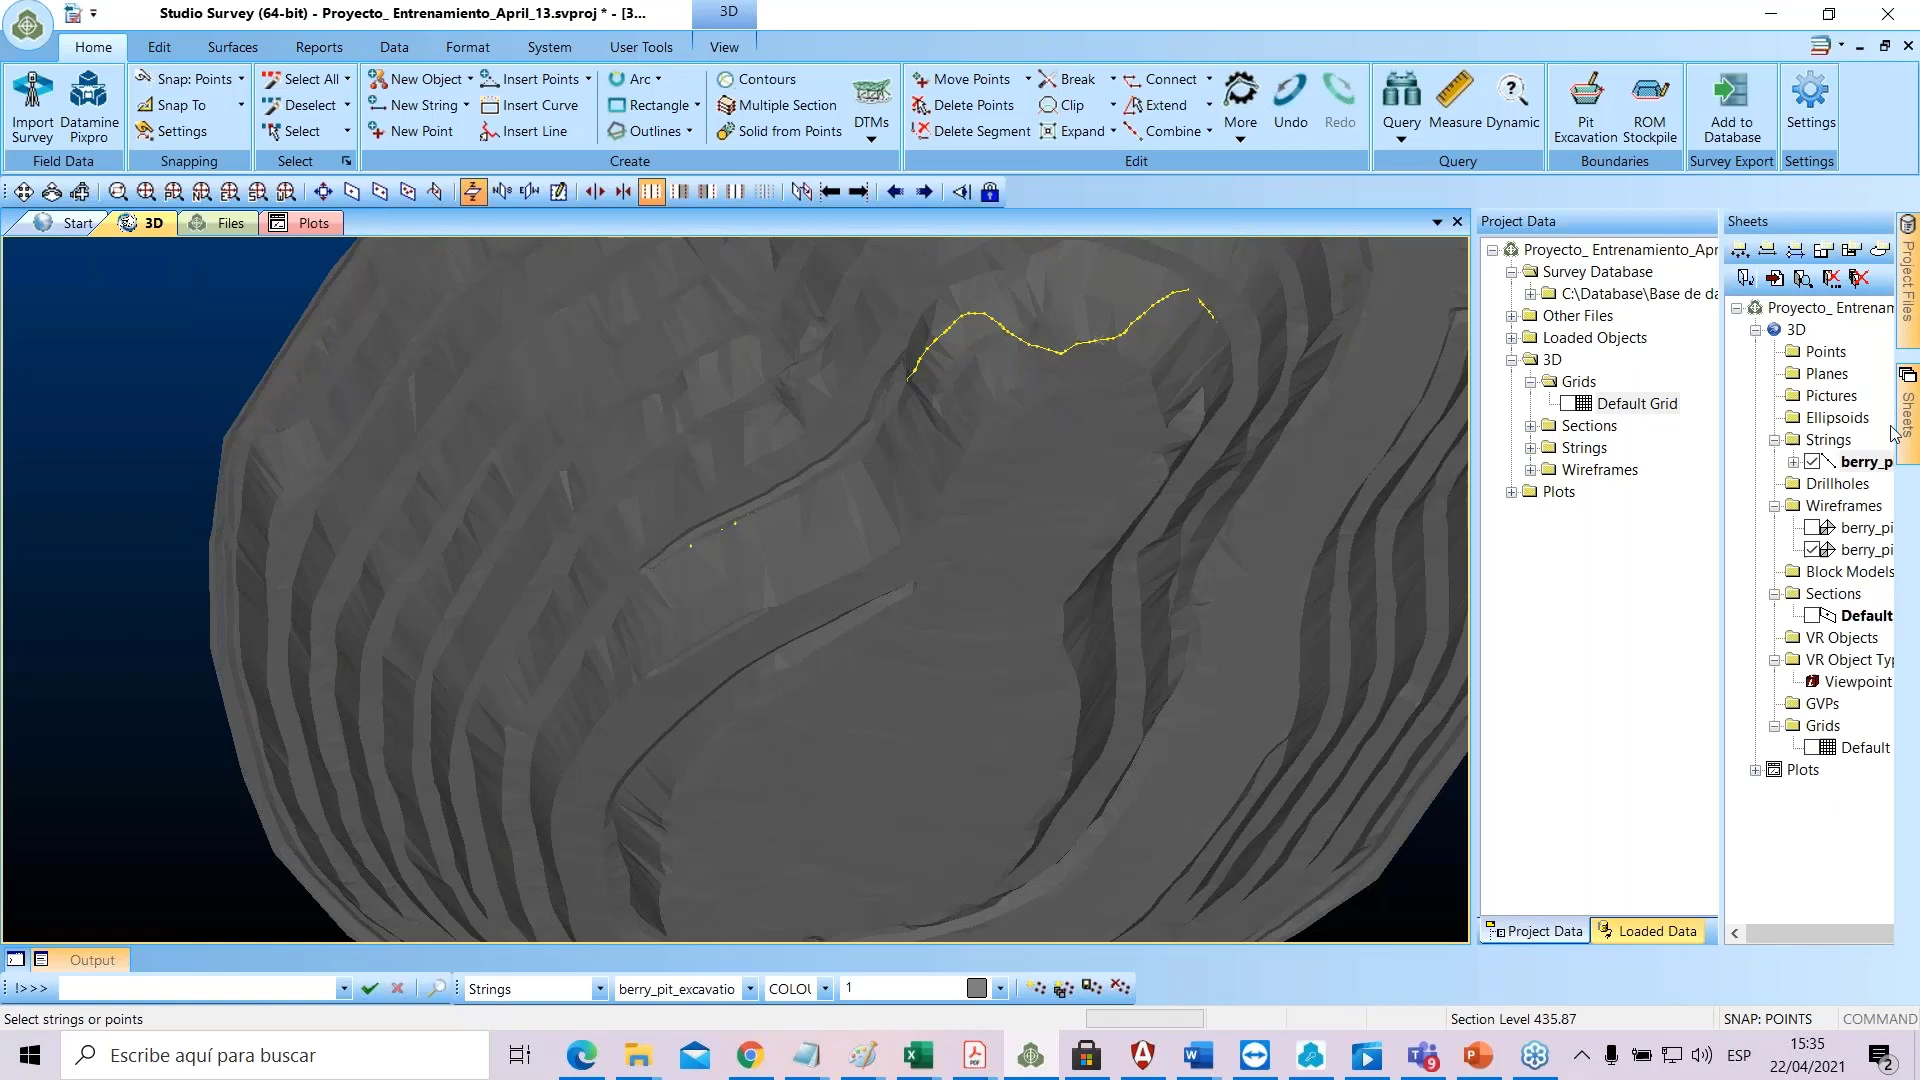 Studio Survey (64-bit) - Proyecto_ Entrenamiento_April_13.svproj * - [3...
3D
Home
Edit
Surfaces
Reports
Data
Format
System
User Tools
View
Import Survey
Datamine Pixpro
Field Data
Snap: Points
Snap To
Settings
Snapping
Select All
Deselect
Select
Select
New Object
New String
New Point
Insert Points
Insert Curve
Insert Line
Arc
Rectangle
Outlines
Contours
Multiple Section
Solid from Points
DTMs
Create
Move Points
Delete Points
Delete Segment
Break
Clip
Expand
Connect
Extend
Combine
More
Undo
Redo
Edit
Query
Measure
Dynamic
Query
Pit Excavation
ROM Stockpile
Boundaries
Add to Database
Survey Export
Settings
Settings
Start
3D
Files
Plots
Project Data
Proyecto_ Entrenamiento_Apr
Survey Database
C:\Database\Base de da
Other Files
Loaded Objects
3D
Grids
Default Grid
Sections
Strings
Wireframes
Plots
Project Data
Loaded Data
Sheets
Proyecto_ Entrenam
3D
Points
Planes
Pictures
Ellipsoids
Strings
berry_p
Drillholes
Wireframes
berry_pi
berry_pi
Block Models
Sections
Default
VR Objects
VR Object Typ
Viewpoint
GVPs
Grids
Default
Plots
Project Files
Sheets
Output
!>>>
Strings
berry_pit_excavatio
COLOU
1
Select strings or points
Section Level 435.87
SNAP: POINTS
COMMAND
Escribe aquí para buscar
9
ESP
15:35
22/04/2021
2